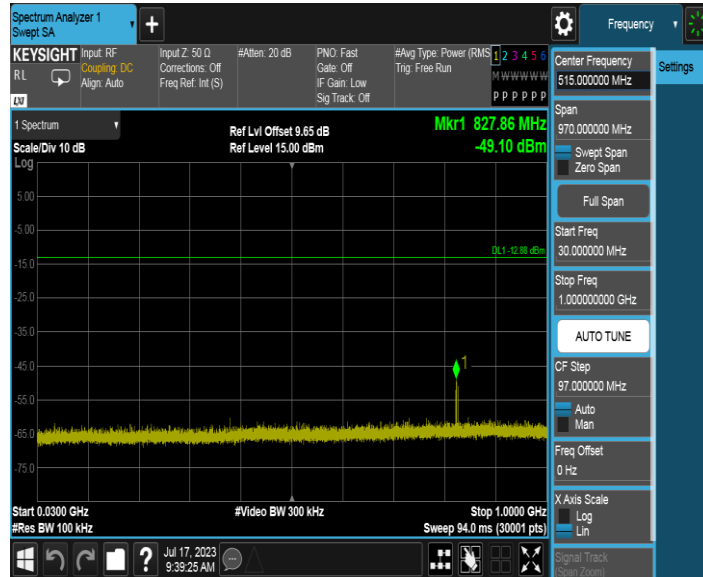 Spectrum Analyzer 1
Swept SA
+
Frequency
KEYSIGHT
RL
LXI
Input: RF
Coupling: DC
Align: Auto
Input Z: 50 Ω
Corrections: Off
Freq Ref: Int (S)
#Atten: 20 dB
PNO: Fast
Gate: Off
IF Gain: Low
Sig Track: Off
#Avg Type: Power (RMS
Trig: Free Run
1 2 3 4 5 6
M W W W W W
P P P P P P
1 Spectrum
Scale/Div 10 dB
Log
Ref Lvl Offset 9.65 dB
Ref Level 15.00 dBm
Mkr1 827.86 MHz
-49.10 dBm
5.00
DL1 -12.88 dBm
-15.0
-25.0
-35.0
-45.0
1
-55.0
-65.0
-75.0
Start 0.0300 GHz
#Res BW 100 kHz
#Video BW 300 kHz
Stop 1.0000 GHz
Sweep 94.0 ms (30001 pts)
?
Jul 17, 2023
9:39:25 AM
Center Frequency
515.000000 MHz
Span
970.000000 MHz
Swept Span
Zero Span
Full Span
Start Freq
30.000000 MHz
Stop Freq
1.000000000 GHz
AUTO TUNE
CF Step
97.000000 MHz
Auto
Man
Freq Offset
0 Hz
X Axis Scale
Log
Lin
Signal Track
(Span Zoom)
Settings